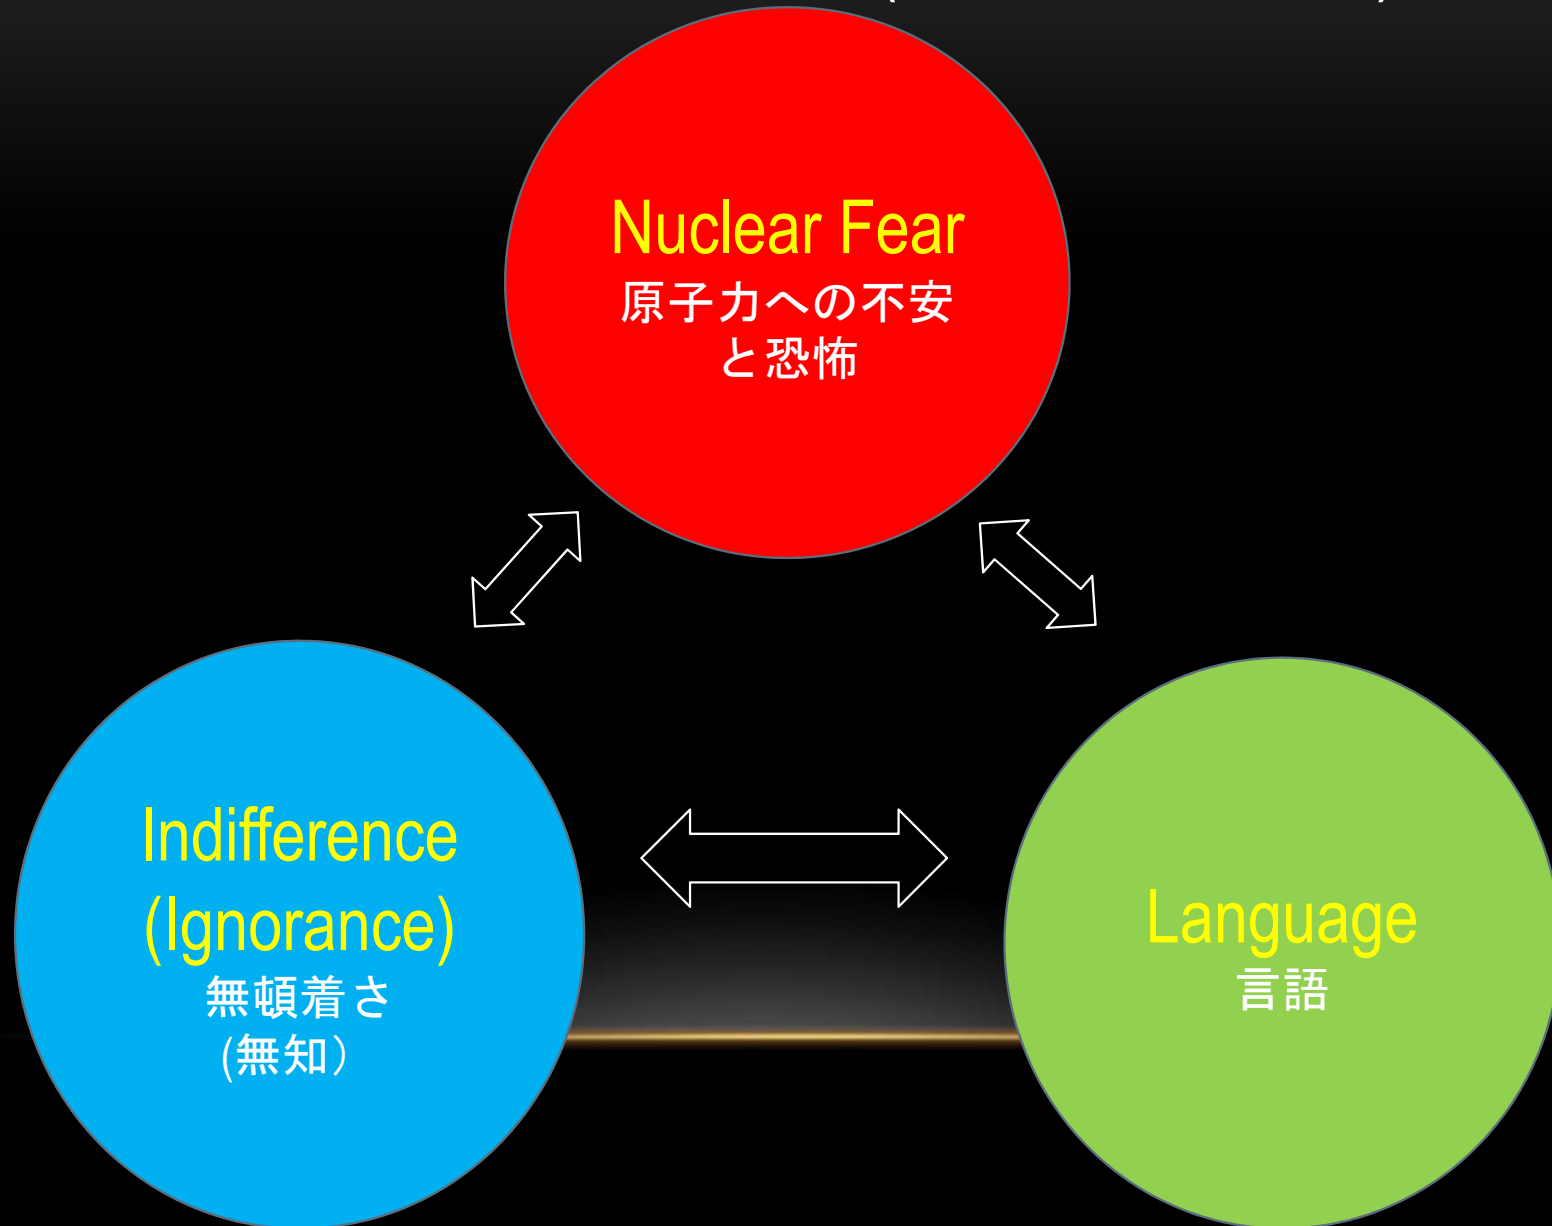 Nuclear Fear
原子力への不安
と恐怖
Indifference
(Ignorance)
無頓着さ
(無知）
Language
言語